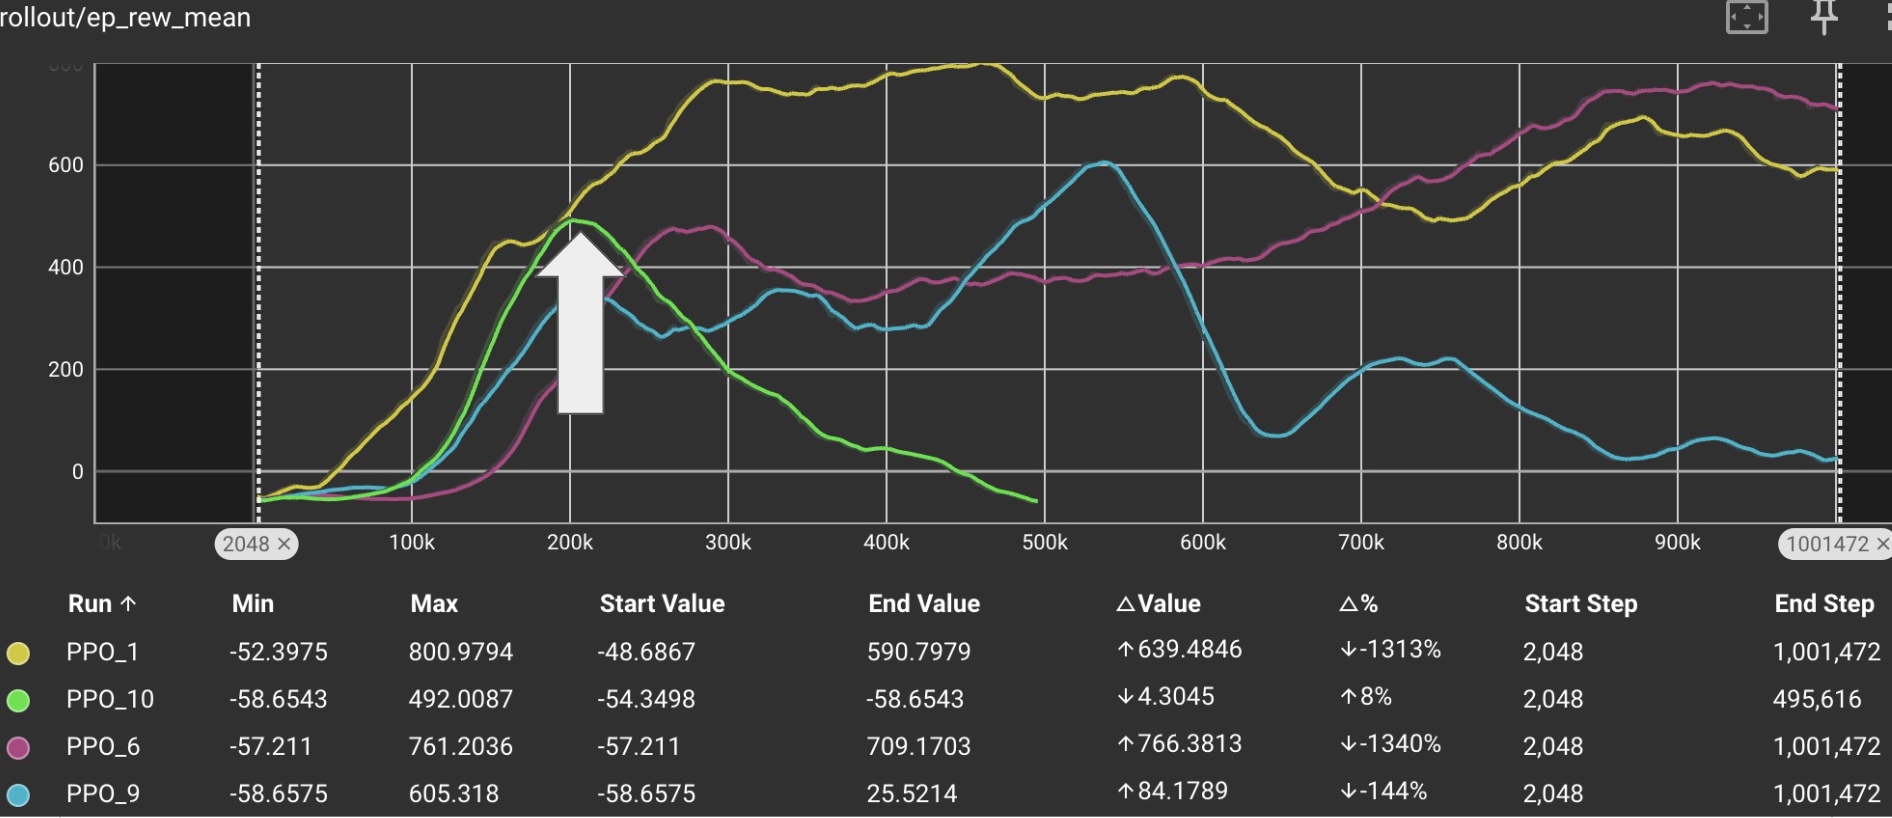 rollout/ep_rew_mean
600
400
200
0
0k
2048 ×
100k
200k
300k
400k
500k
600k
700k
800k
900k
1001472 ×
Run ↑ Min Max Start Value End Value △Value △% Start Step End Step
PPO_1 -52.3975 800.9794 -48.6867 590.7979 ↑639.4846 ↓-1313% 2,048 1,001,472
PPO_10 -58.6543 492.0087 -54.3498 -58.6543 ↓4.3045 ↑8% 2,048 495,616
PPO_6 -57.211 761.2036 -57.211 709.1703 ↑766.3813 ↓-1340% 2,048 1,001,472
PPO_9 -58.6575 605.318 -58.6575 25.5214 ↑84.1789 ↓-144% 2,048 1,001,472